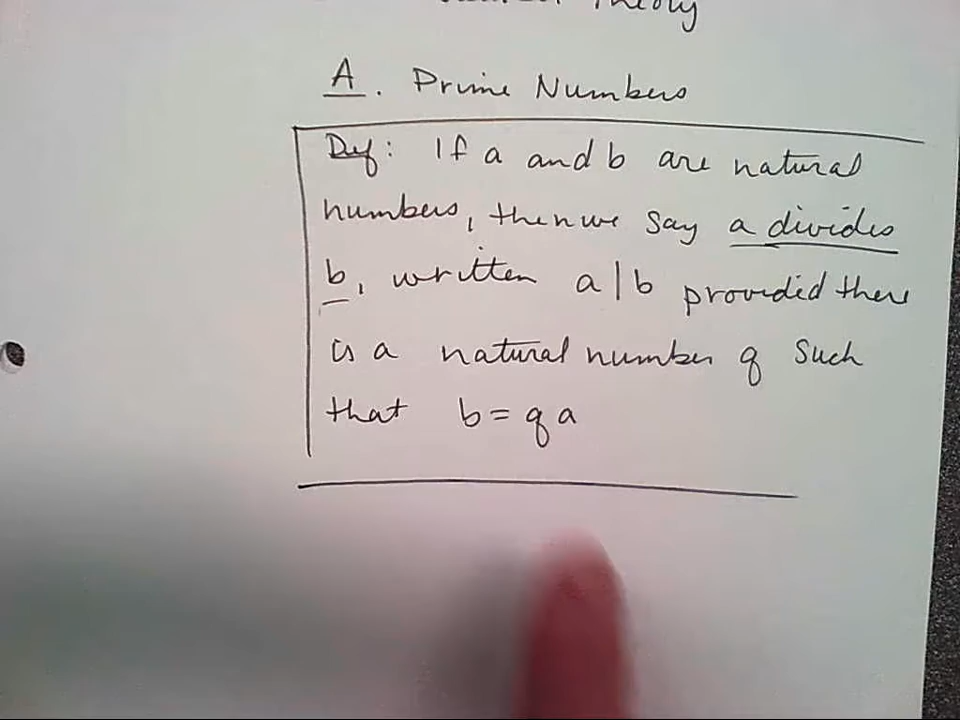 Theory
A. Prime Numbers
Def: If a and b are natural
numbers, then we say a divides
b, written a|b provided there
is a natural number q such
that b = qa